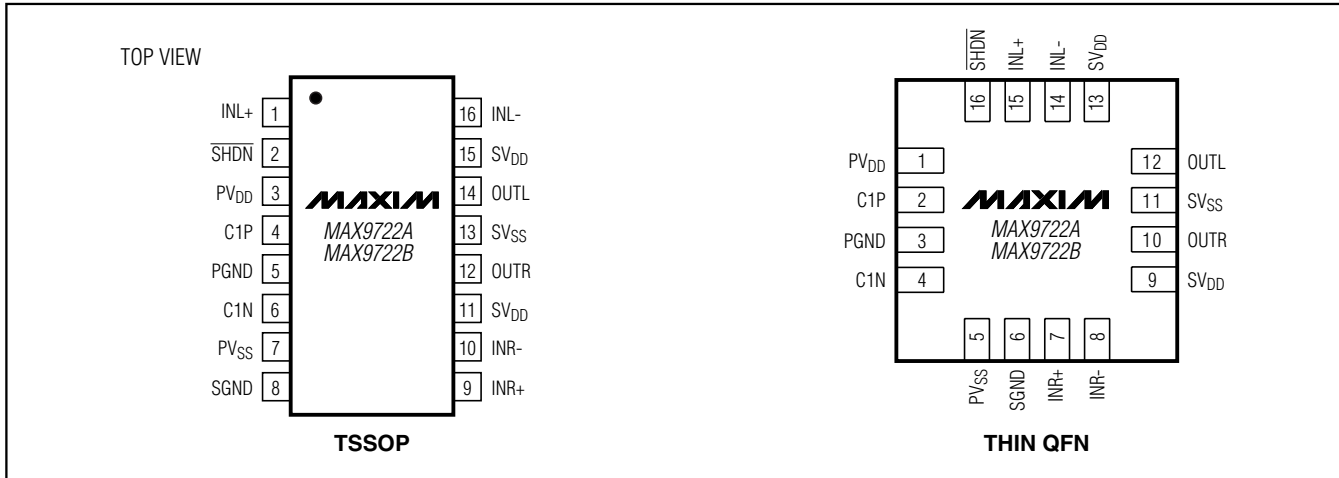 TOP VIEW
INL+ 1
SHDN 2
PVDD 3
C1P 4
PGND 5
C1N 6
PVSS 7
SGND 8
16 INL-
15 SVDD
14 OUTL
13 SVSS
12 OUTR
11 SVDD
10 INR-
9 INR+
MAXIM
MAX9722A
MAX9722B
TSSOP
SHDN INL+ INL- SVDD
16 15 14 13
PVDD 1
C1P 2
PGND 3
C1N 4
12 OUTL
11 SVSS
10 OUTR
9 SVDD
MAXIM
MAX9722A
MAX9722B
5 6 7 8
PVSS SGND INR+ INR-
THIN QFN